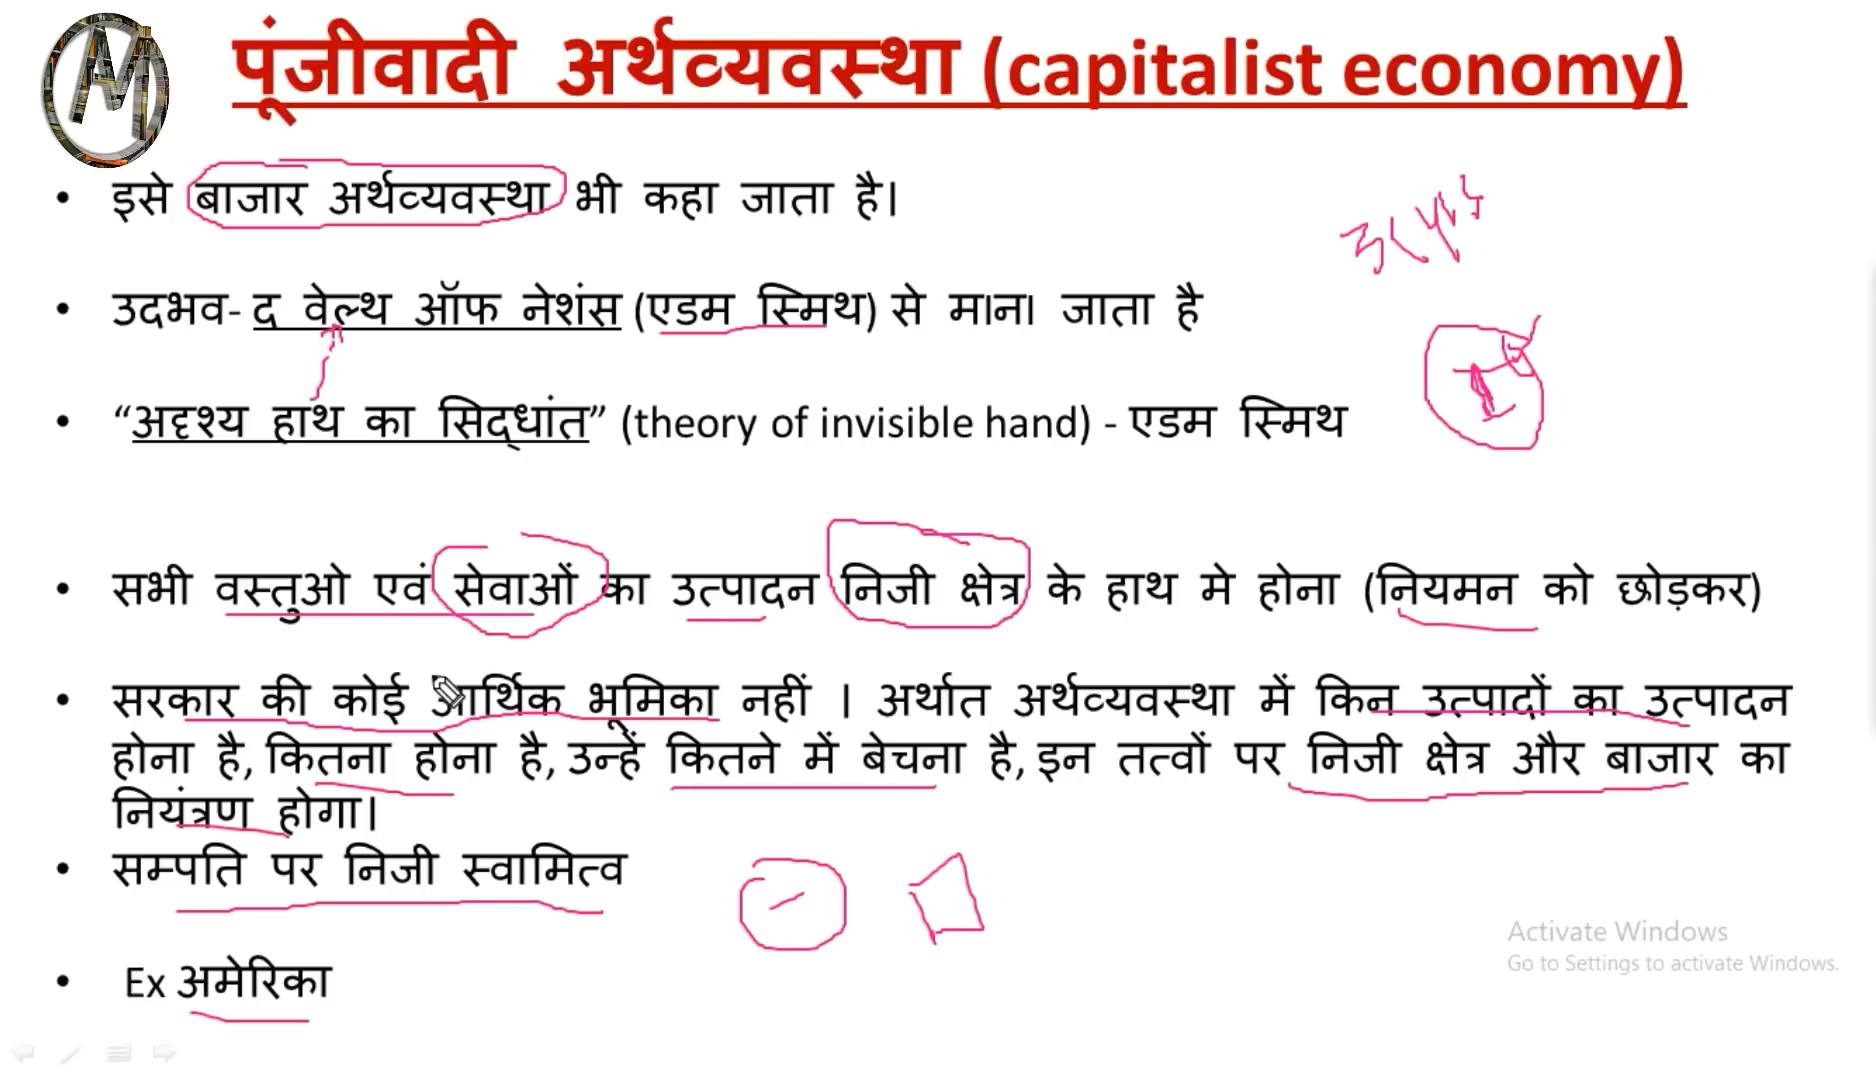 पूंजीवादी अर्थव्यवस्था (capitalist economy)
• इसे बाजार अर्थव्यवस्था भी कहा जाता है।
• उदभव- द वेल्थ ऑफ नेशंस (एडम स्मिथ) से माना जाता है
• “अदृश्य हाथ का सिद्धांत” (theory of invisible hand) - एडम स्मिथ
• सभी वस्तुओ एवं सेवाओं का उत्पादन निजी क्षेत्र के हाथ मे होना (नियमन को छोड़कर)
• सरकार की कोई आर्थिक भूमिका नहीं । अर्थात अर्थव्यवस्था में किन उत्पादों का उत्पादन
होना है, कितना होना है, उन्हें कितने में बेचना है, इन तत्वों पर निजी क्षेत्र और बाजार का
नियंत्रण होगा।
• सम्पति पर निजी स्वामित्व
• Ex अमेरिका
Activate Windows
Go to Settings to activate Windows.